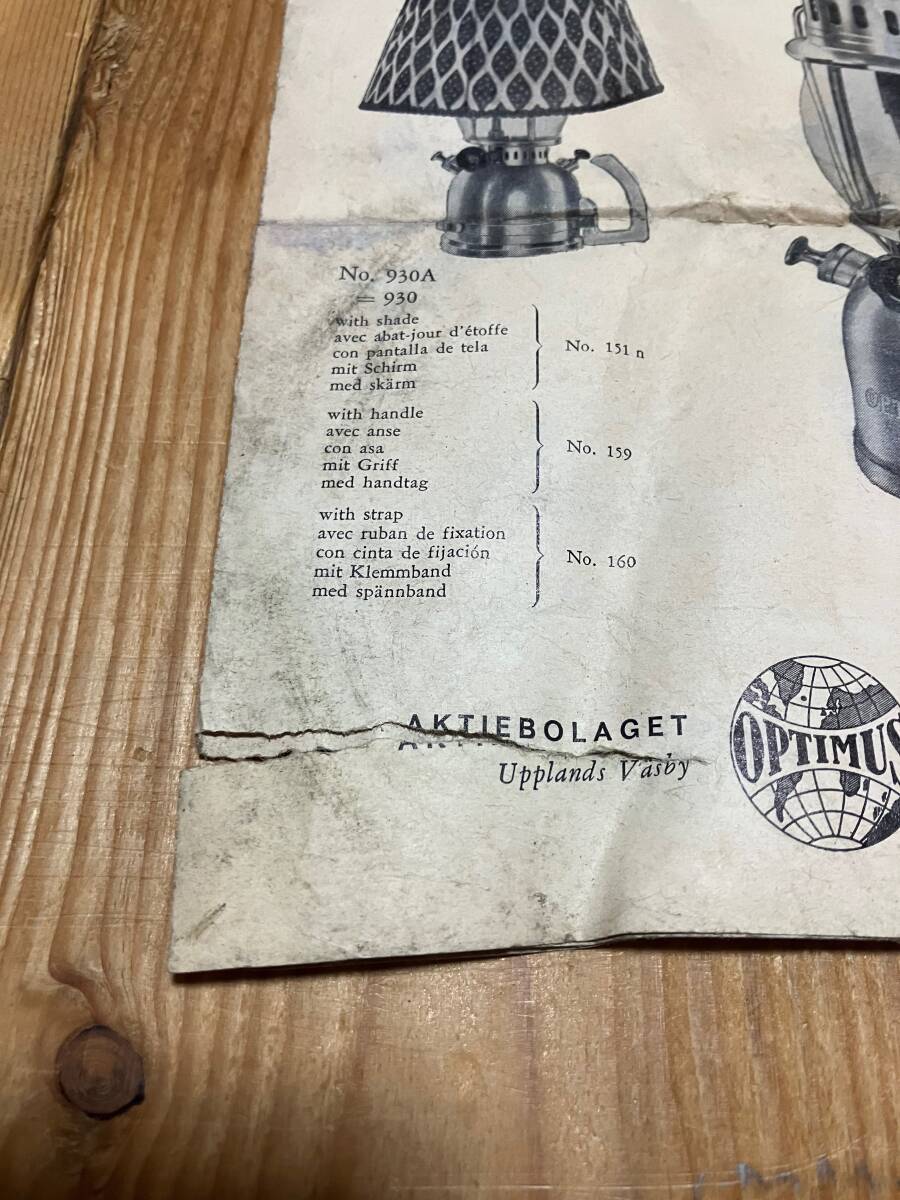 No. 930A
= 930
with shade
avec abat-jour d'étoffe
con pantalla de tela
mit Schirm
med skärm
No. 151 n
with handle
avec anse
con asa
mit Griff
med handtag
No. 159
with strap
avec ruban de fixation
con cinta de fijación
mit Klemmband
med spännband
No. 160
AKTIEBOLAGET
Upplands Väsby
OPTIMUS